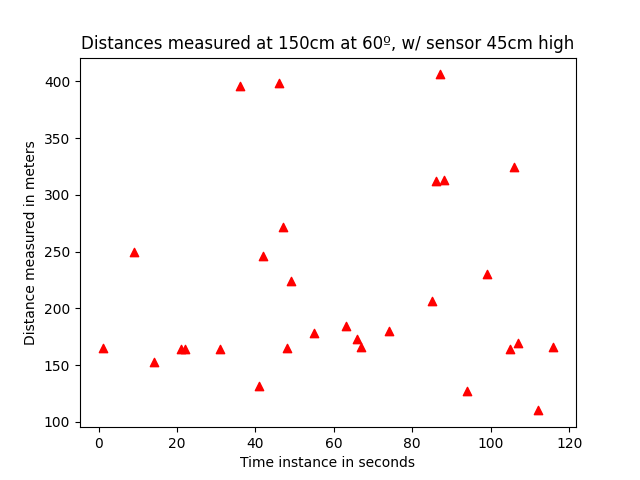 Distances measured at 150cm at 60º, w/ sensor 45cm high
400
350
300
250
200
150
100
Distance measured in meters
0 20 40 60 80 100 120
Time instance in seconds